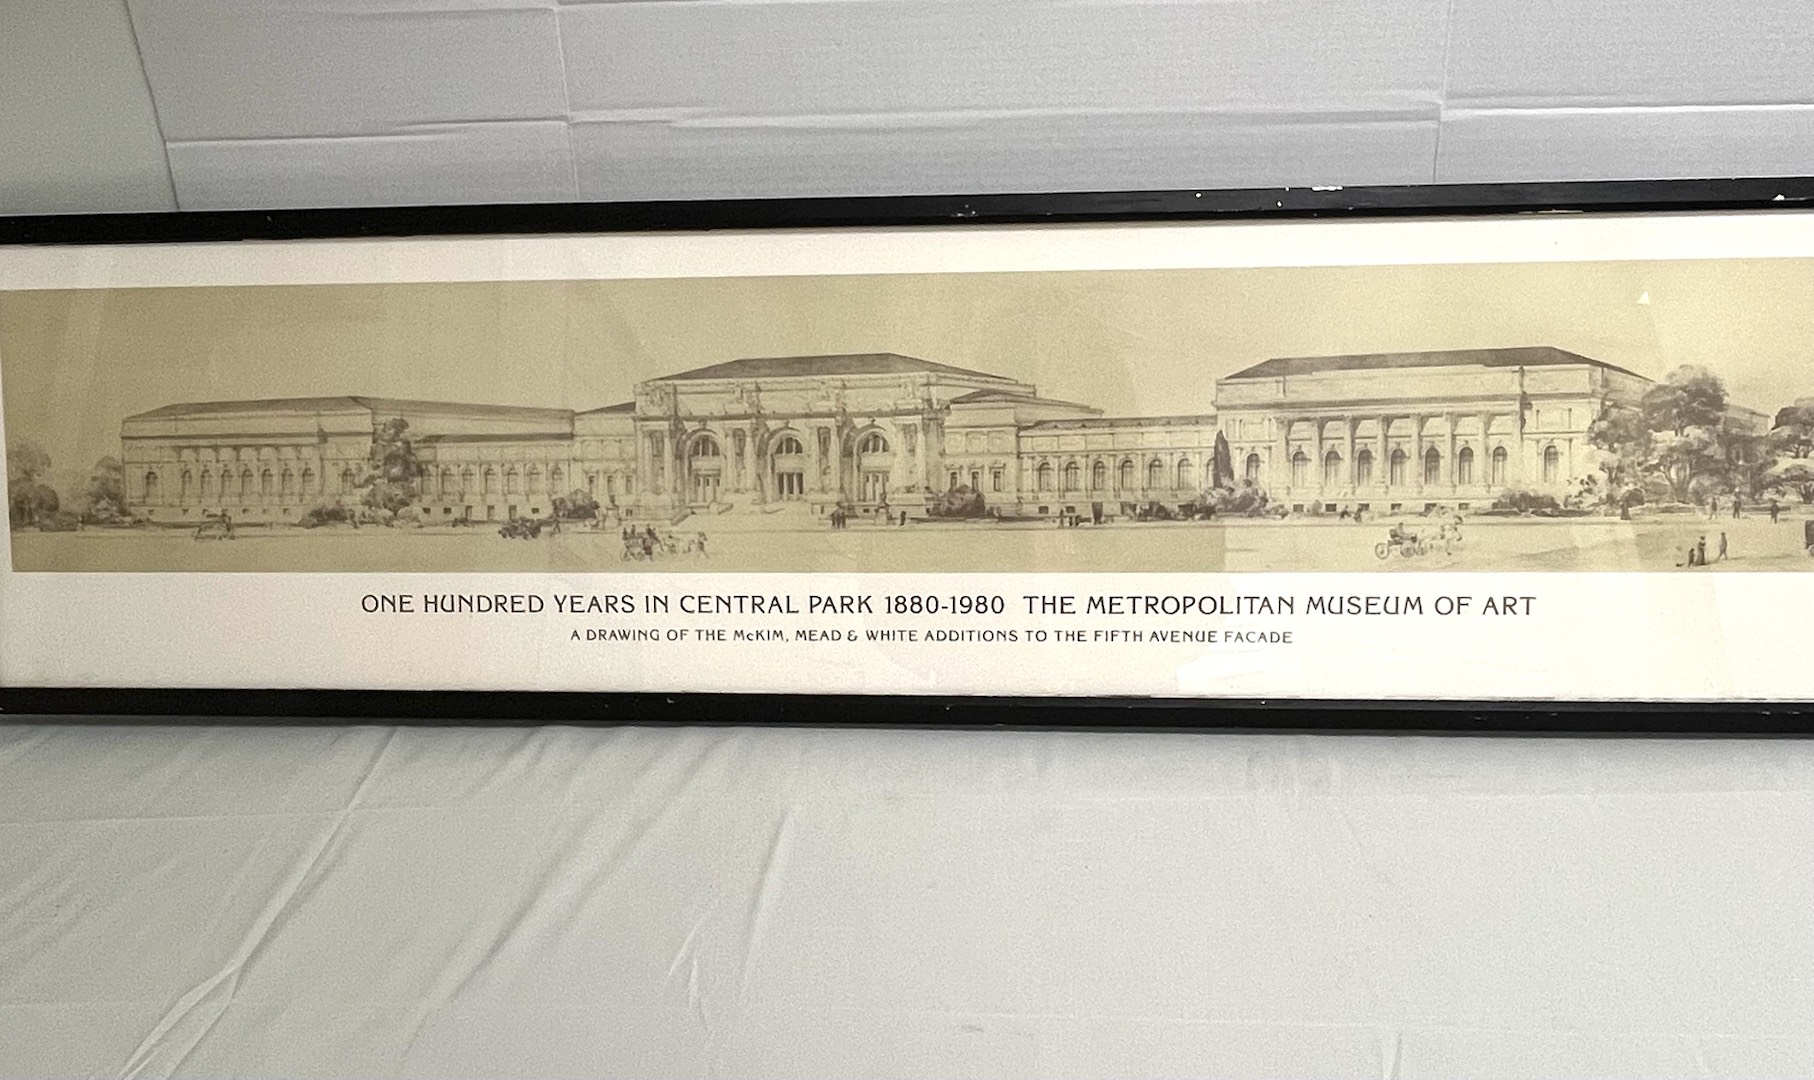 ONE HUNDRED YEARS IN CENTRAL PARK 1880-1980 THE METROPOLITAN MUSEUM OF ART
A DRAWING OF THE McKIM, MEAD & WHITE ADDITIONS TO THE FIFTH AVENUE FACADE